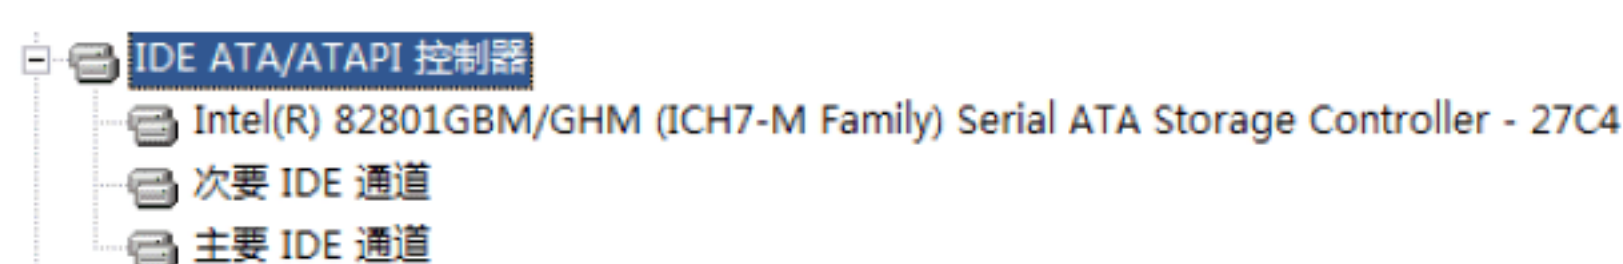 IDE ATA/ATAPI 控制器
Intel(R) 82801GBM/GHM (ICH7-M Family) Serial ATA Storage Controller - 27C4
次要 IDE 通道
主要 IDE 通道